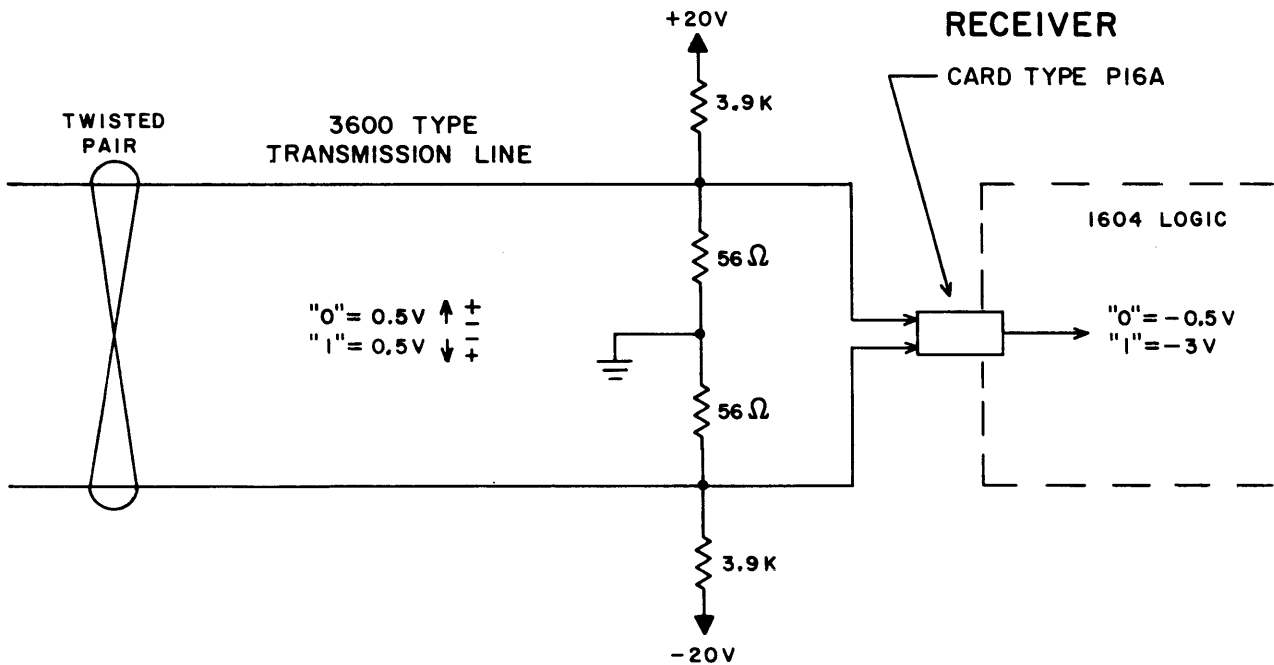 +20V
RECEIVER
CARD TYPE P16A
3.9K
TWISTED
PAIR
3600 TYPE
TRANSMISSION LINE
1604 LOGIC
56Ω
"0"= 0.5V ↑ + −
"1"= 0.5V ↓ − +
"0"= −0.5V
"1"= −3V
56Ω
3.9K
−20V